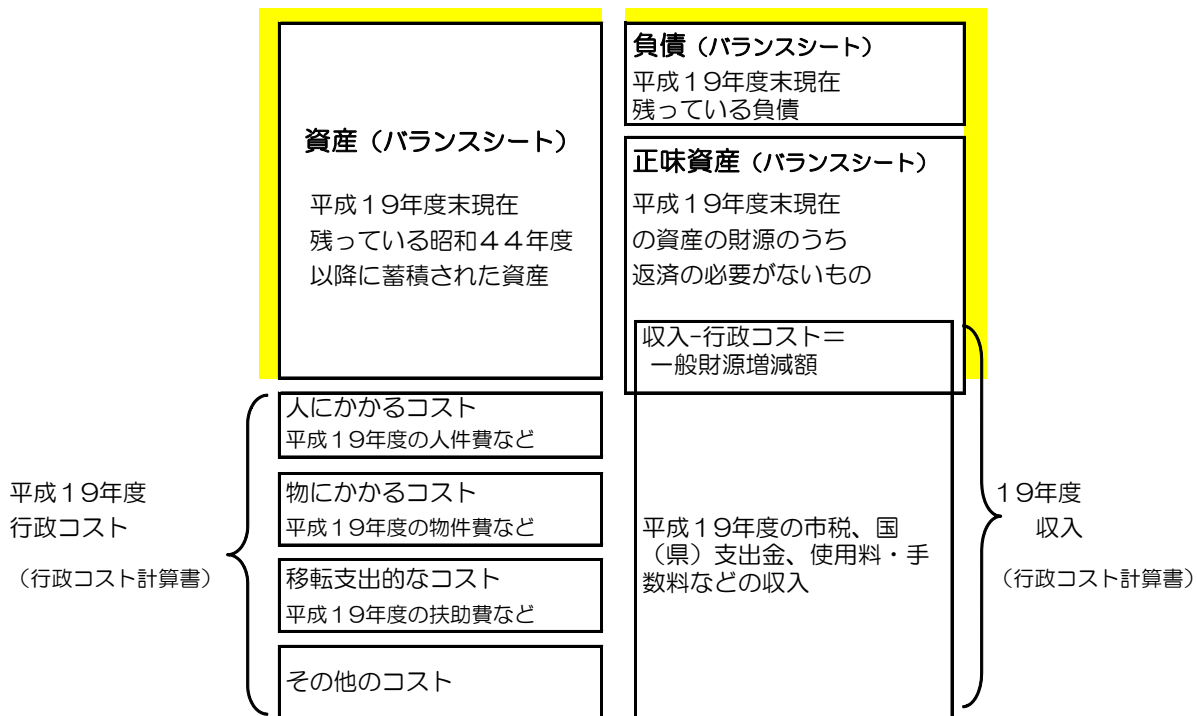 資産（バランスシート）
平成１９年度末現在
残っている昭和４４年度
以降に蓄積された資産
負債（バランスシート）
平成１９年度末現在
残っている負債
正味資産（バランスシート）
平成１９年度末現在
の資産の財源のうち
返済の必要がないもの
収入-行政コスト＝
一般財源増減額
人にかかるコスト
平成１９年度の人件費など
物にかかるコスト
平成１９年度の物件費など
移転支出的なコスト
平成１９年度の扶助費など
その他のコスト
平成１９年度
行政コスト
（行政コスト計算書）
平成１９年度の市税、国
（県）支出金、使用料・手
数料などの収入
１９年度
収入
（行政コスト計算書）